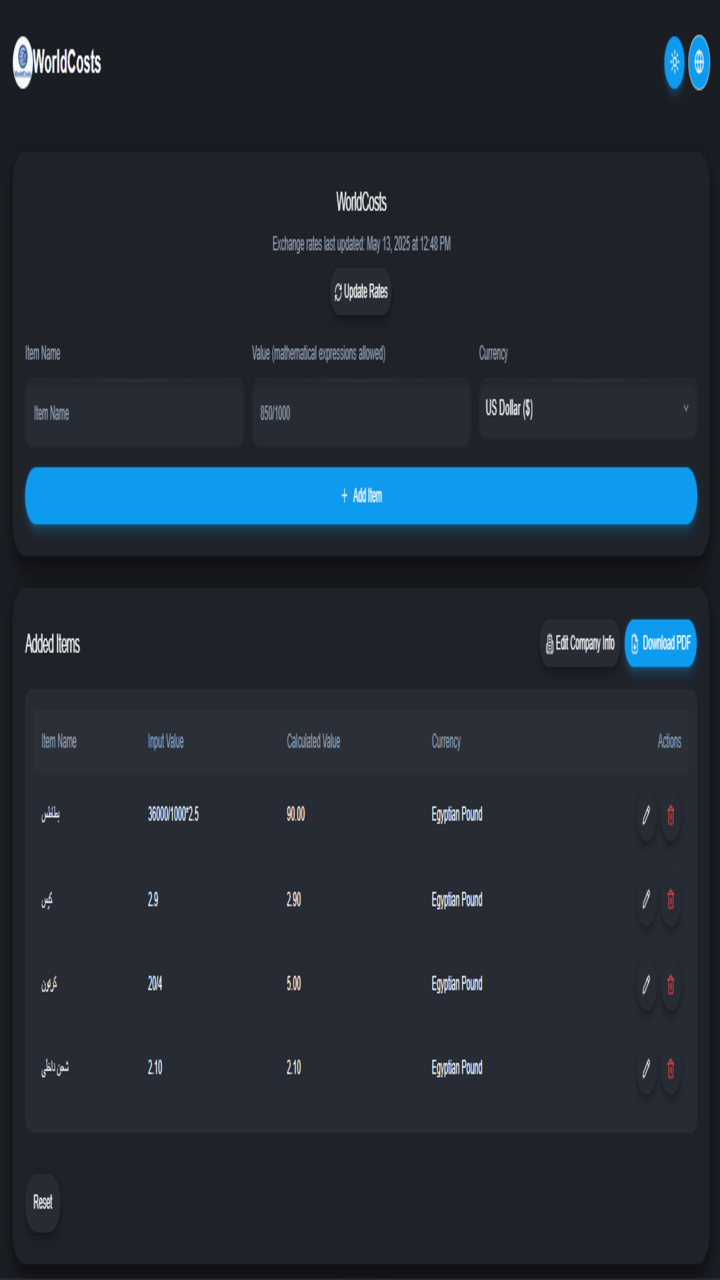 WorldCosts
WorldCosts
Exchange rates last updated: May 13, 2025 at 12:48 PM
Update Rates
Item Name Value (mathematical expressions allowed) Currency
Item Name 850/1000 US Dollar ($)
+ Add Item
Added Items Edit Company Info Download PDF
Item Name Input Value Calculated Value Currency Actions
بطاطس 36000/1000*2.5 90.00 Egyptian Pound
كيس 2.9 2.90 Egyptian Pound
كرتون 20/4 5.00 Egyptian Pound
شحن داخلي 2.10 2.10 Egyptian Pound
Reset